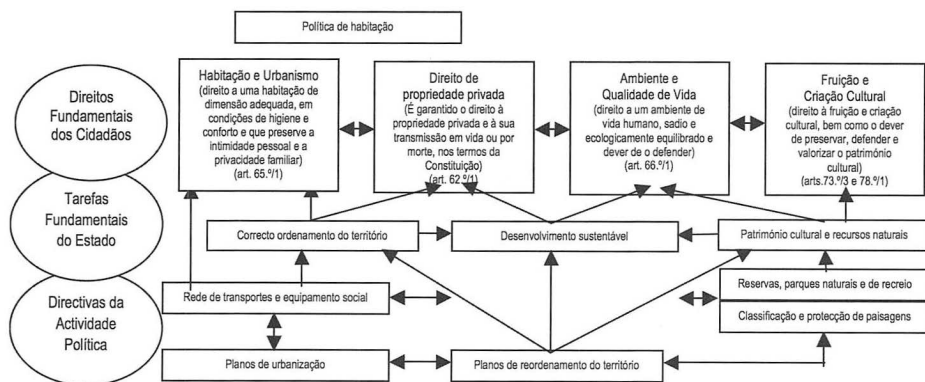 Política de habitação
Direitos
Fundamentais
dos Cidadãos
Habitação e Urbanismo
(direito a uma habitação de
dimensão adequada, em
condições de higiene e
conforto e que preserve a
intimidade pessoal e a
privacidade familiar)
(art. 65.º/1)
Direito de
propriedade privada
(É garantido o direito à
propriedade privada e à sua
transmissão em vida ou por
morte, nos termos da
Constituição)
(art. 62.º/1)
Ambiente e
Qualidade de Vida
(direito a um ambiente de
vida humano, sadio e
ecologicamente equilibrado e
dever de o defender)
(art. 66.º/1)
Fruição e
Criação Cultural
(direito à fruição e criação
cultural, bem como o dever
de preservar, defender e
valorizar o património
cultural)
(arts.73.º/3 e 78.º/1)
Tarefas
Fundamentais
do Estado
Correcto ordenamento do território
Desenvolvimento sustentável
Património cultural e recursos naturais
Directivas da
Actividade
Política
Rede de transportes e equipamento social
Reservas, parques naturais e de recreio
Classificação e protecção de paisagens
Planos de urbanização
Planos de reordenamento do território